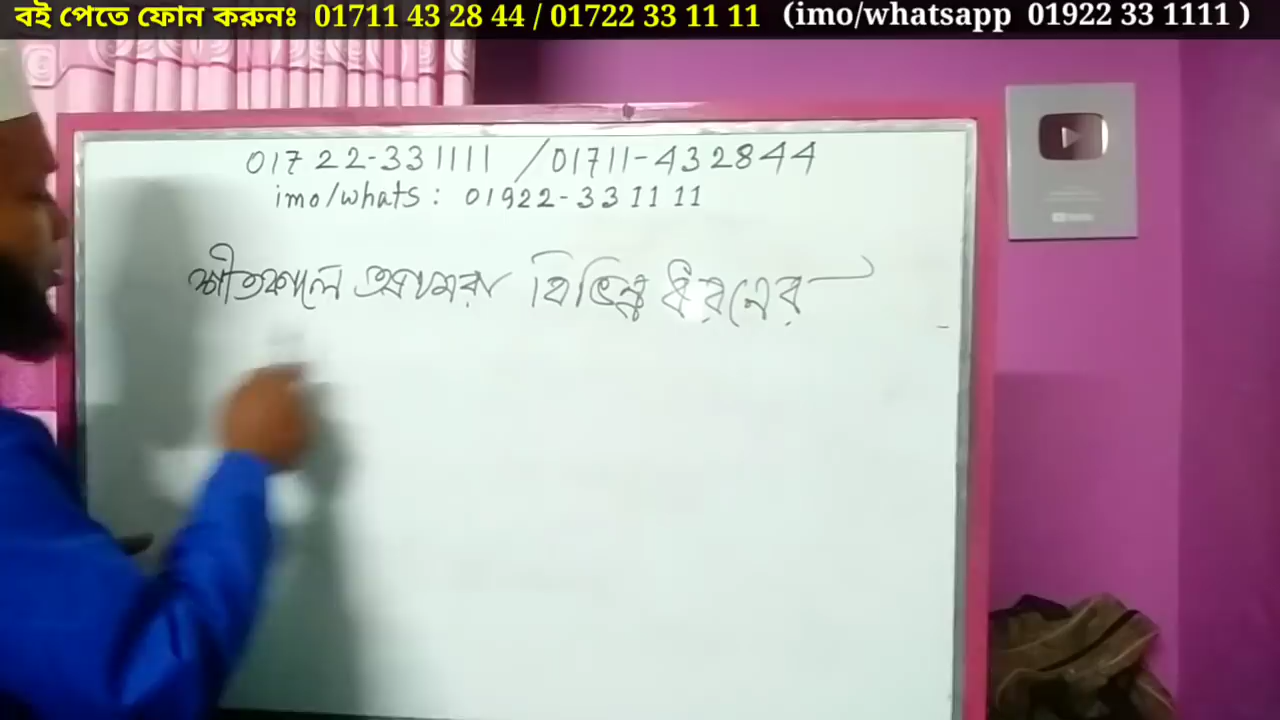 বই পেতে ফোন করুনঃ 01711 43 28 44 / 01722 33 11 11 (imo/whatsapp 01922 33 1111 )
01722-331111 /01711-432844
imo/whats: 01922-331111
শীতকালে আমরা বিভিন্ন ধরনের